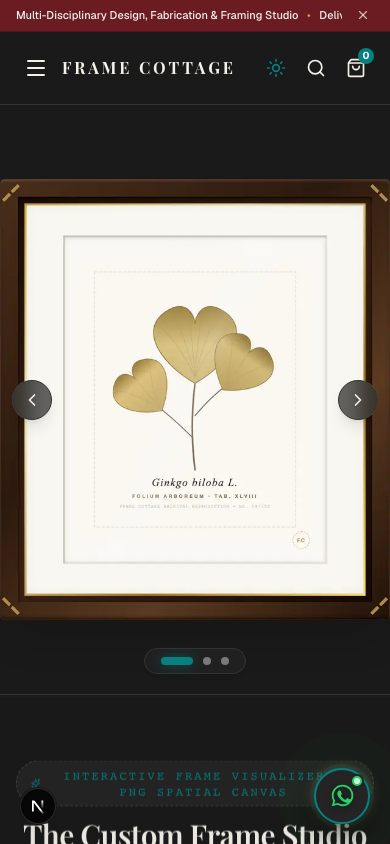 Multi-Disciplinary Design, Fabrication & Framing Studio • Deliv
FRAME COTTAGE
0
Ginkgo biloba L.
FOLIUM ARBOREUM · TAB. XLVIII
FC
INTERACTIVE FRAME VISUALIZER
PNG SPATIAL CANVAS
N
The Custom Frame Studio